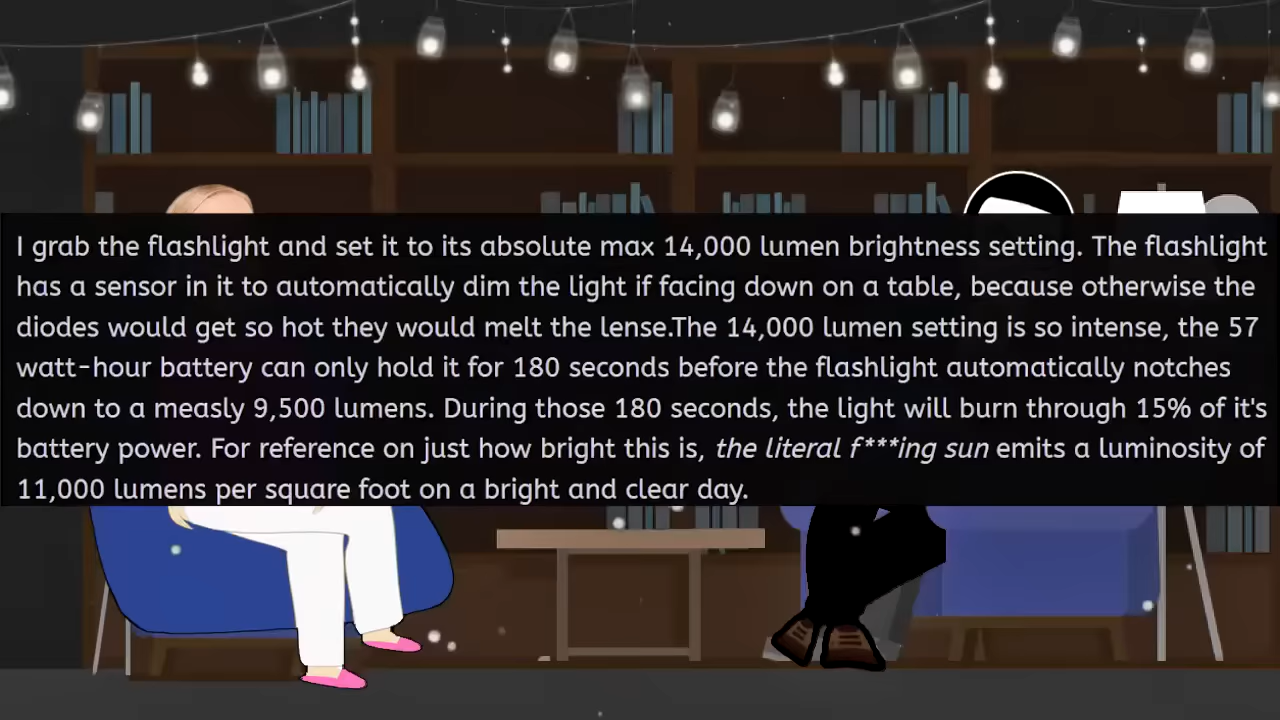 I grab the flashlight and set it to its absolute max 14,000 lumen brightness setting. The flashlight
has a sensor in it to automatically dim the light if facing down on a table, because otherwise the
diodes would get so hot they would melt the lense.The 14,000 lumen setting is so intense, the 57
watt-hour battery can only hold it for 180 seconds before the flashlight automatically notches
down to a measly 9,500 lumens. During those 180 seconds, the light will burn through 15% of it's
battery power. For reference on just how bright this is, the literal f***ing sun emits a luminosity of
11,000 lumens per square foot on a bright and clear day.